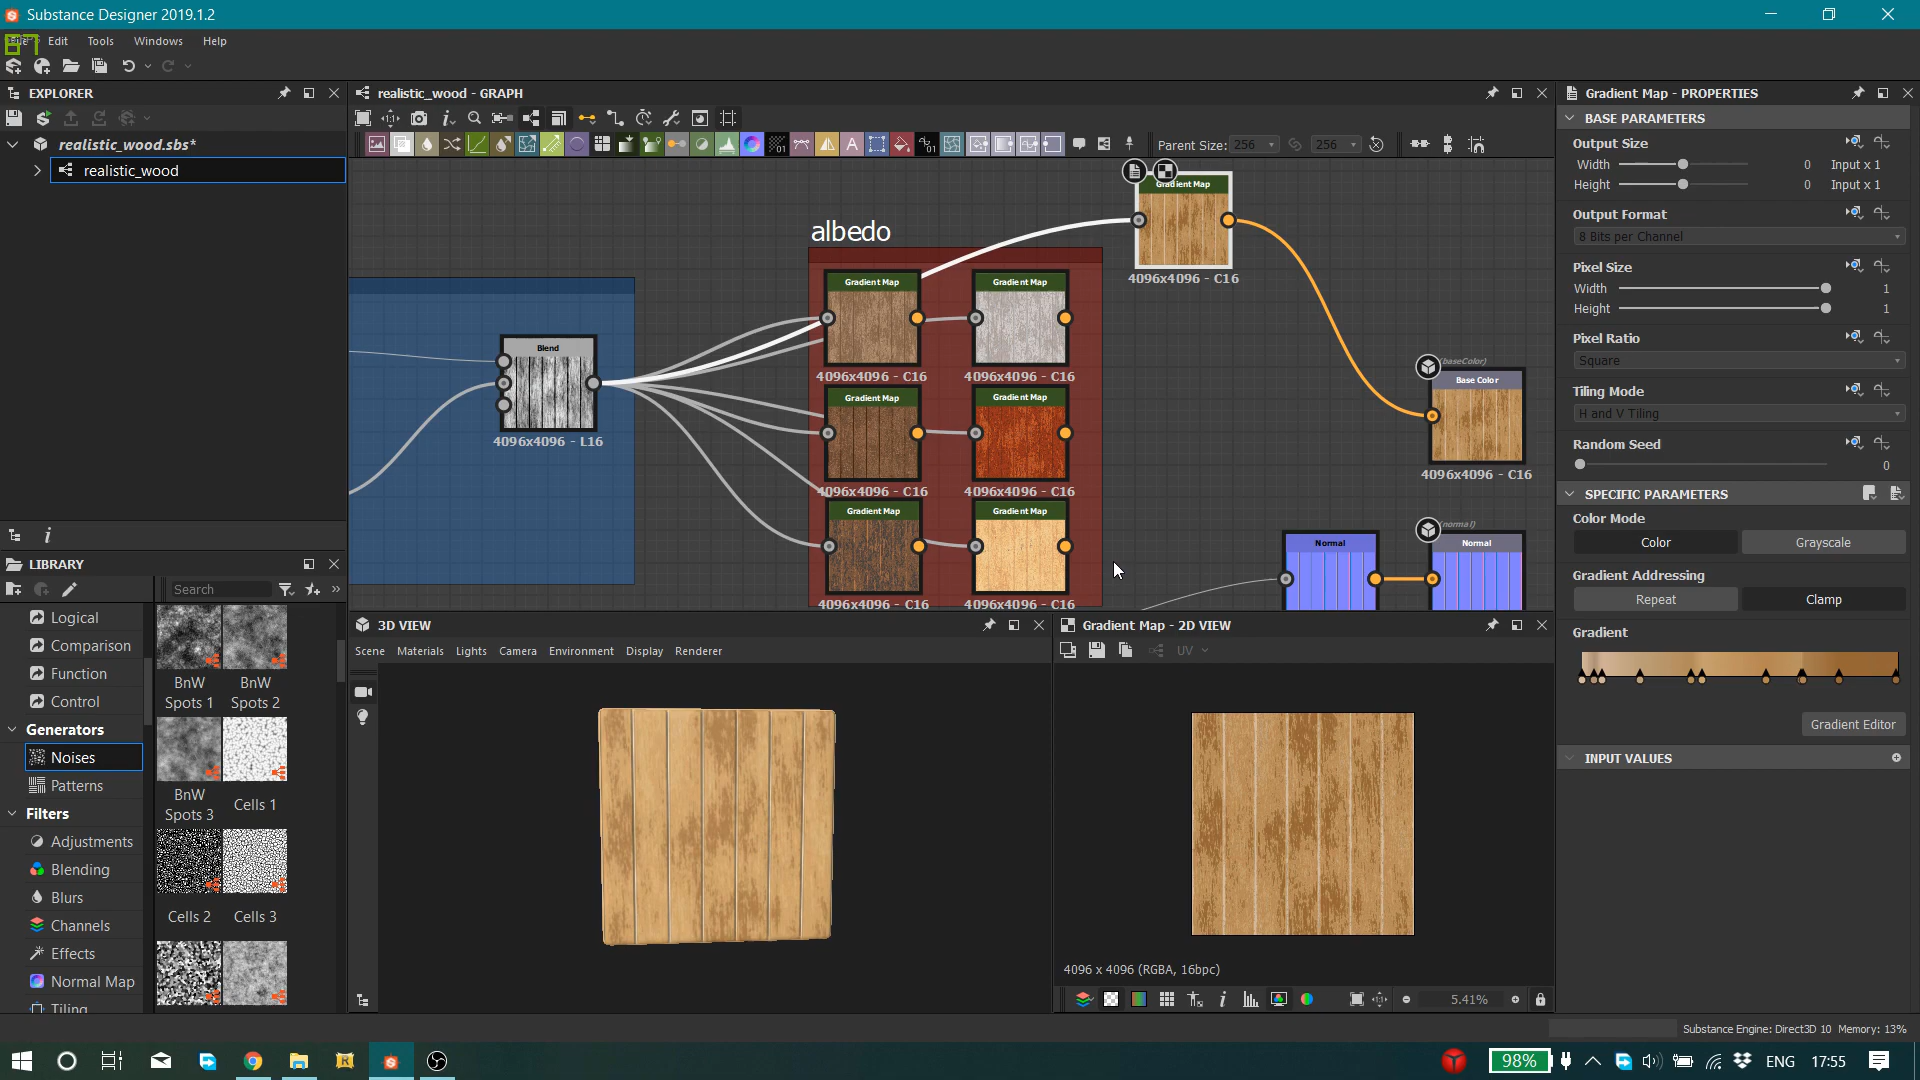 Substance Designer 2019.1.2
Edit Tools Windows Help
EXPLORER
realistic_wood.sbs*
realistic_wood
LIBRARY
Search
Logical
Comparison
Function
Control
Generators
Noises
Patterns
Filters
Adjustments
Blending
Blurs
Channels
Effects
Normal Map
Tiling
BnW Spots 1
BnW Spots 2
BnW Spots 3
Cells 1
Cells 2
Cells 3
realistic_wood - GRAPH
Parent Size: 256 256
albedo
Blend
4096x4096 - L16
Gradient Map
4096x4096 - C16
Gradient Map
4096x4096 - C16
Gradient Map
4096x4096 - C16
Gradient Map
4096x4096 - C16
Gradient Map
4096x4096 - C16
Gradient Map
4096x4096 - C16
Gradient Map
4096x4096 - C16
(baseColor)
Base Color
4096x4096 - C16
Normal
(normal)
Normal
3D VIEW
Scene Materials Lights Camera Environment Display Renderer
Gradient Map - 2D VIEW
UV
4096 x 4096 (RGBA, 16bpc)
5.41%
Gradient Map - PROPERTIES
BASE PARAMETERS
Output Size
Width 0 Input x 1
Height 0 Input x 1
Output Format
8 Bits per Channel
Pixel Size
Width 1
Height 1
Pixel Ratio
Square
Tiling Mode
H and V Tiling
Random Seed
0
SPECIFIC PARAMETERS
Color Mode
Color Grayscale
Gradient Addressing
Repeat Clamp
Gradient
Gradient Editor
INPUT VALUES
Substance Engine: Direct3D 10 Memory: 13%
98%
ENG
17:55